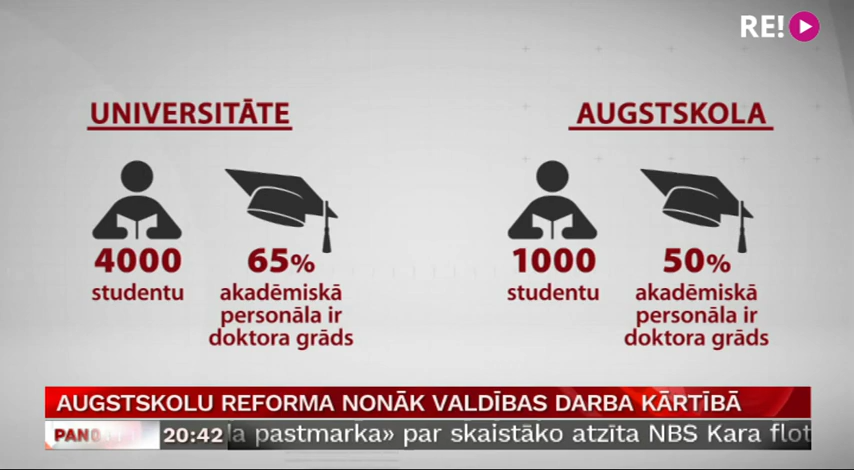 RE!
UNIVERSITĀTE
4000
studentu
65%
akadēmiskā
personāla ir
doktora grāds
AUGSTSKOLA
1000
studentu
50%
akadēmiskā
personāla ir
doktora grāds
AUGSTSKOLU REFORMA NONĀK VALDĪBAS DARBA KĀRTĪBĀ
20:42 pastmarka» par skaistāko atzīta NBS Kara flot